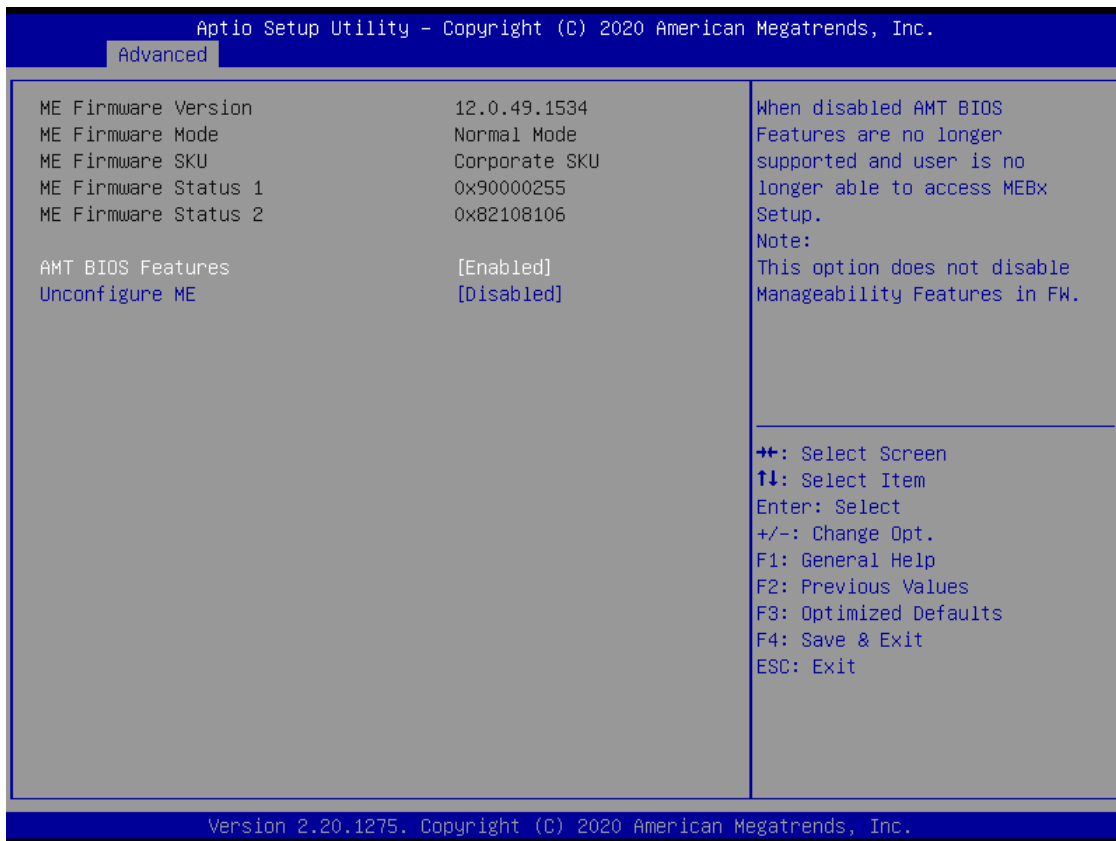 Aptio Setup Utility – Copyright (C) 2020 American Megatrends, Inc.
Advanced
ME Firmware Version 12.0.49.1534
ME Firmware Mode Normal Mode
ME Firmware SKU Corporate SKU
ME Firmware Status 1 0x90000255
ME Firmware Status 2 0x82108106
AMT BIOS Features [Enabled]
Unconfigure ME [Disabled]
When disabled AMT BIOS
Features are no longer
supported and user is no
longer able to access MEBx
Setup.
Note:
This option does not disable
Manageability Features in FW.
→←: Select Screen
↑↓: Select Item
Enter: Select
+/-: Change Opt.
F1: General Help
F2: Previous Values
F3: Optimized Defaults
F4: Save & Exit
ESC: Exit
Version 2.20.1275. Copyright (C) 2020 American Megatrends, Inc.